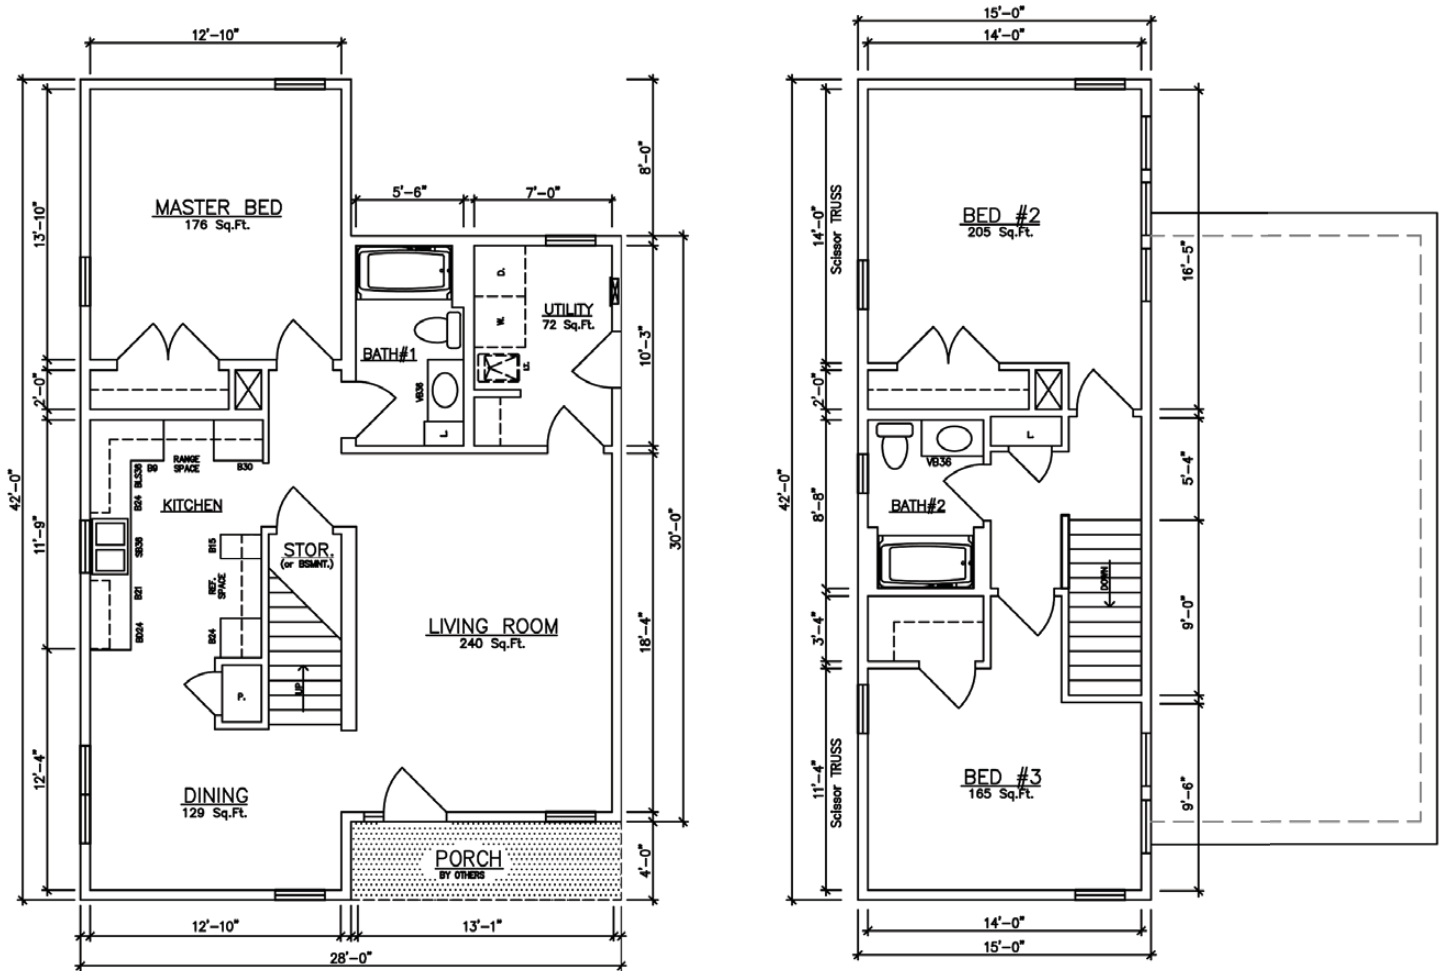 12'-10"
MASTER BED
176 Sq.Ft.
13'-10"
2'-0"
42'-0"
11'-9"
12'-4"
5'-6"
7'-0"
8'-0"
D.
W.
UTILITY
72 Sq.Ft.
LT.
10'-3"
BATH#1
VB36
L.
B9
RANGE
SPACE
B30
BLS36
B24
KITCHEN
SB36
B21
BD24
B15
REF.
SPACE
B24
STOR.
(or BSMNT.)
UP
P.
LIVING ROOM
240 Sq.Ft.
18'-4"
30'-0"
DINING
129 Sq.Ft.
PORCH
BY OTHERS
4'-0"
12'-10"
13'-1"
28'-0"
15'-0"
14'-0"
14'-0"
Scissor TRUSS
BED #2
205 Sq.Ft.
16'-5"
2'-0"
42'-0"
8'-8"
L.
VB36
BATH#2
5'-4"
DOWN
9'-0"
3'-4"
11'-4"
Scissor TRUSS
BED #3
165 Sq.Ft.
9'-6"
14'-0"
15'-0"